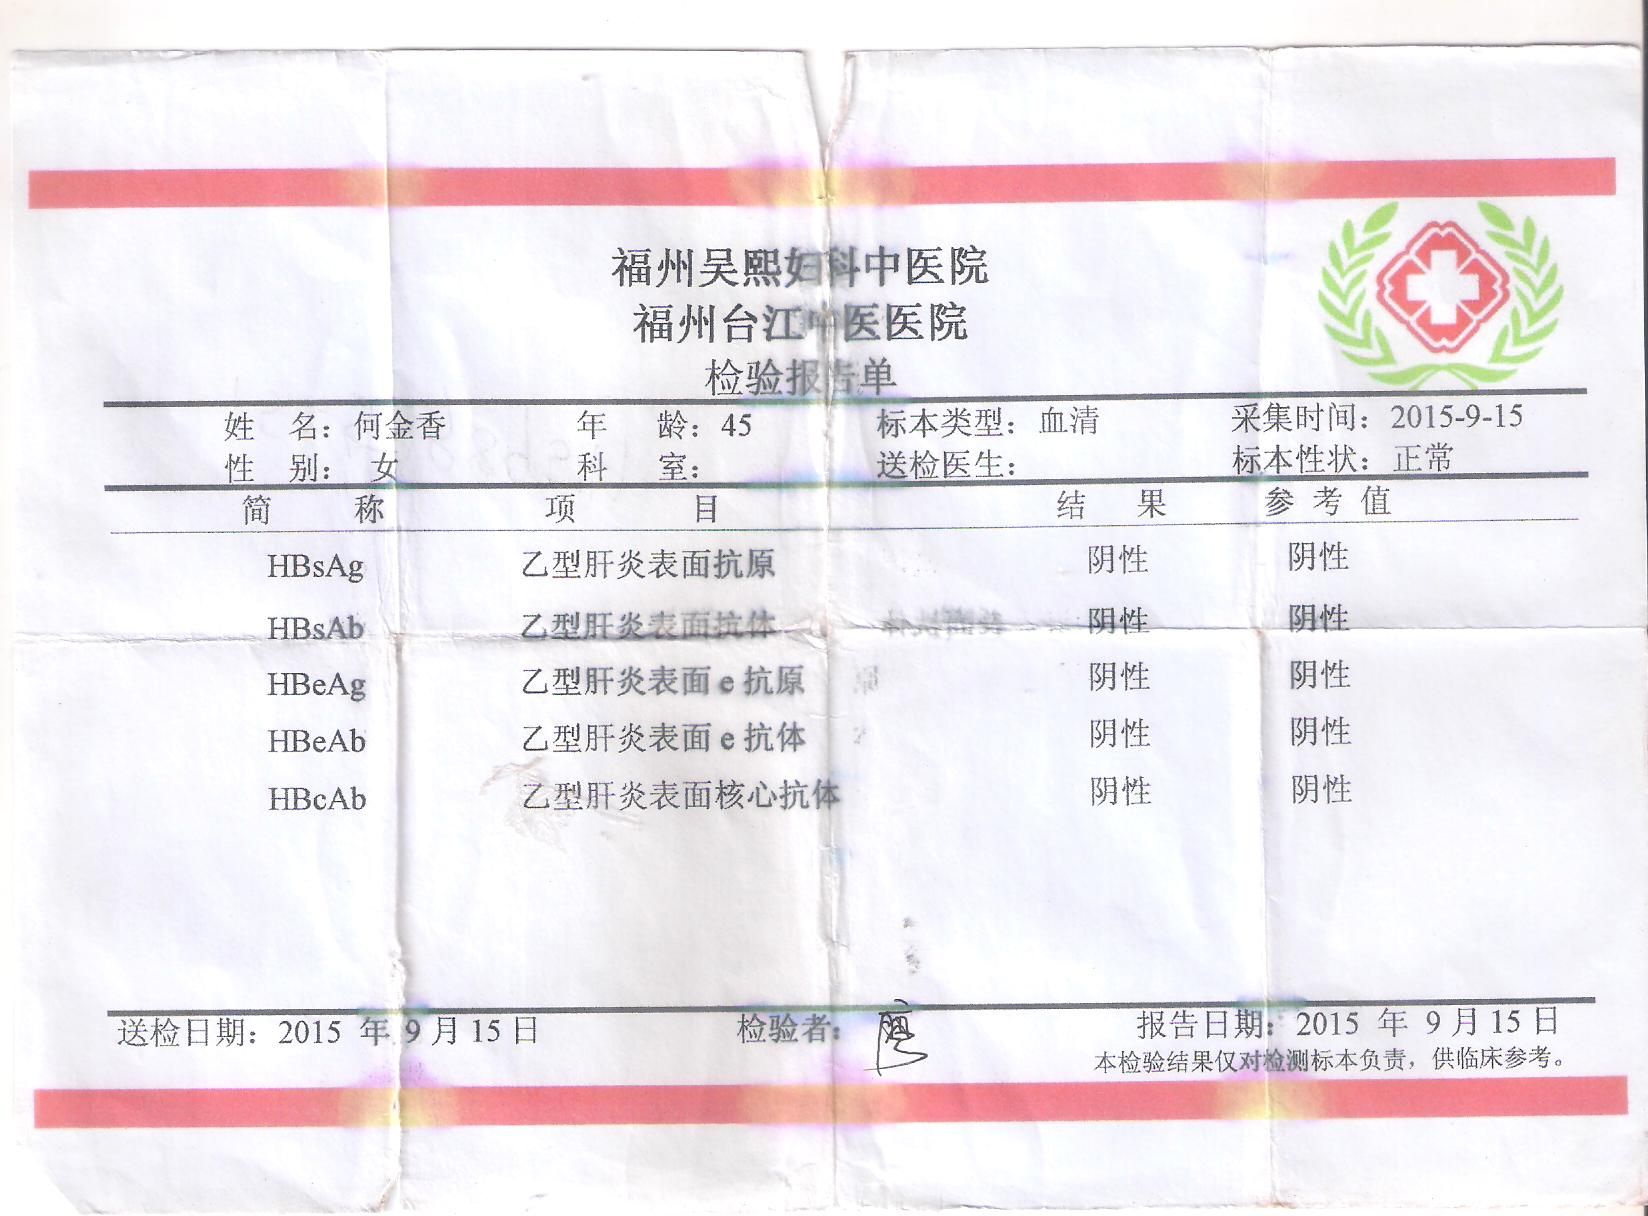 福州吴熙妇科中医院
福州台江中医医院
检验报告单
姓 名：何金香 年 龄：45 标本类型：血清 采集时间：2015-9-15
性 别： 女 科 室： 送检医生： 标本性状：正常
简 称 项 目 结 果 参 考 值
HBsAg 乙型肝炎表面抗原 阴性 阴性
HBsAb 乙型肝炎表面抗体 阴性 阴性
HBeAg 乙型肝炎表面 e 抗原 阴性 阴性
HBeAb 乙型肝炎表面 e 抗体 阴性 阴性
HBcAb 乙型肝炎表面核心抗体 阴性 阴性
送检日期：2015 年 9 月 15 日 检验者： 报告日期：2015 年 9 月 15 日
本检验结果仅对检测标本负责，供临床参考。